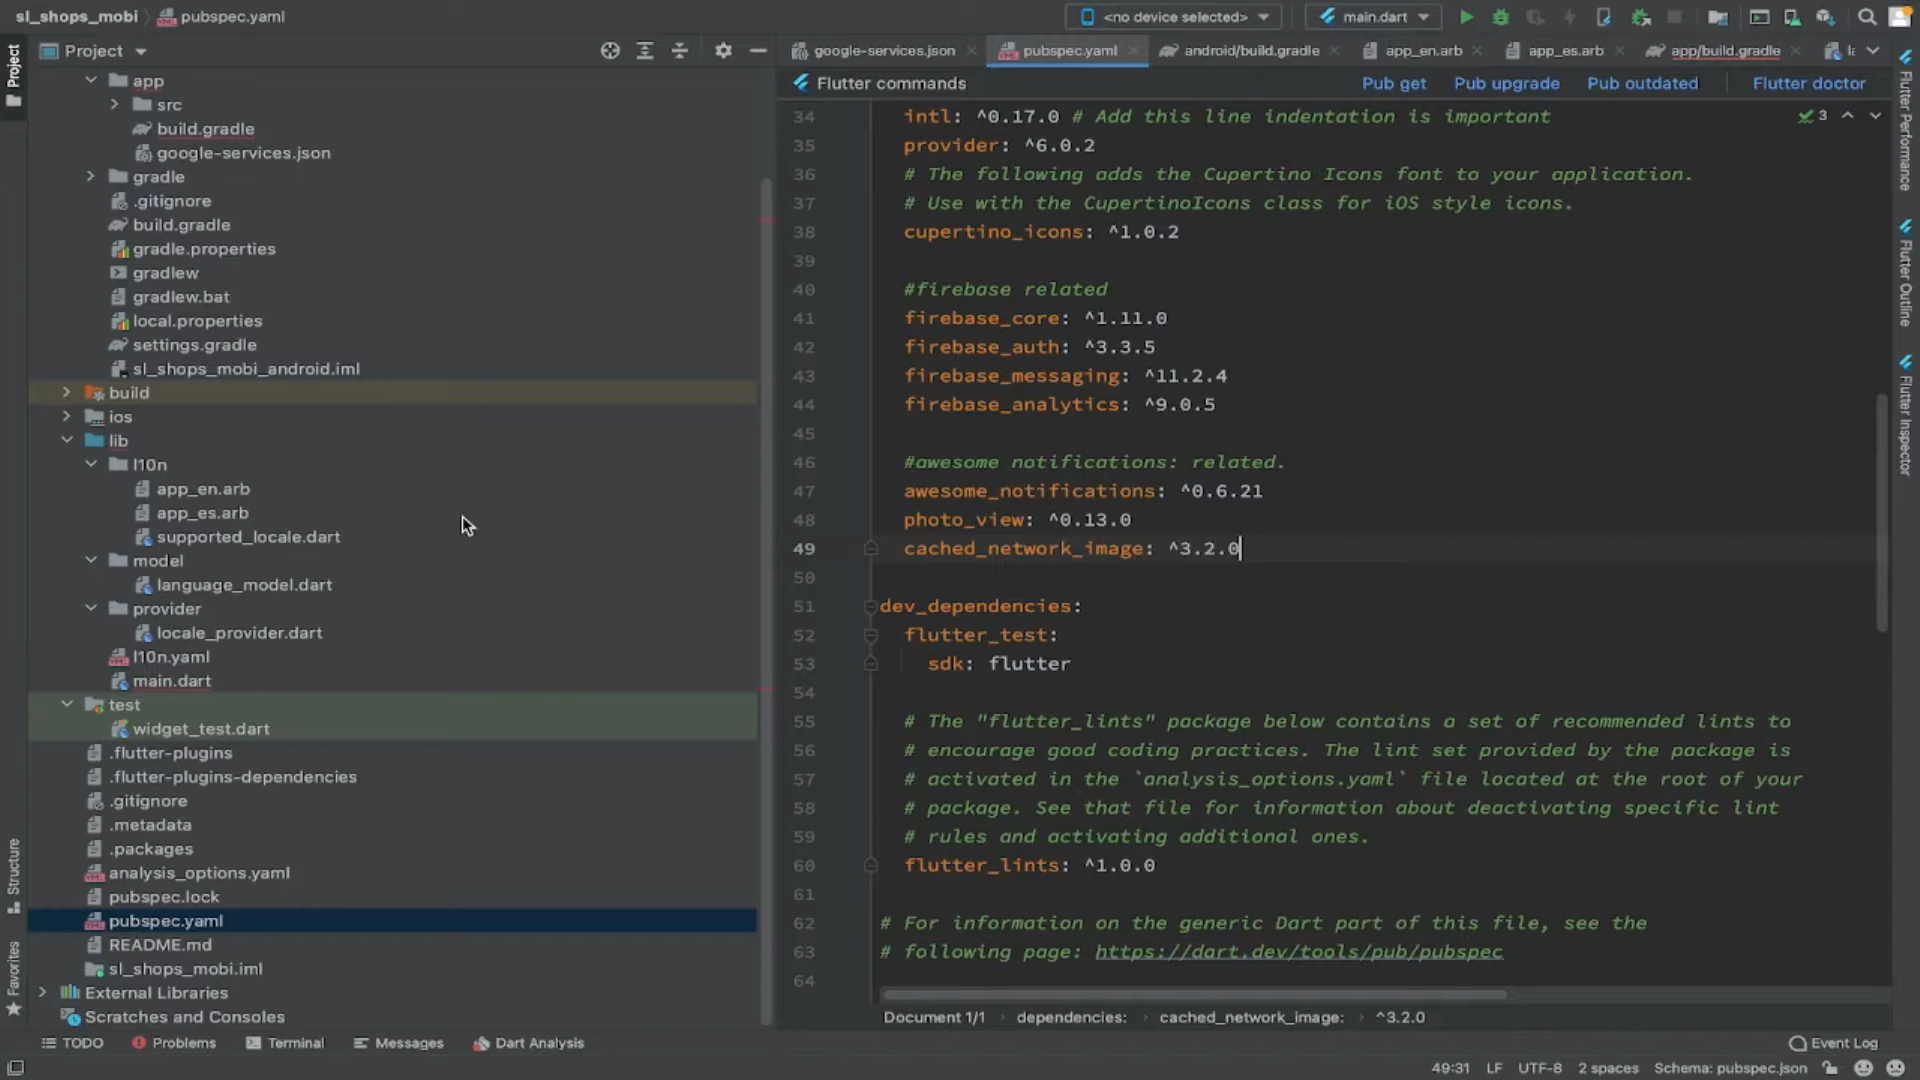 sl_shops_mobi
pubspec.yaml
<no device selected>
main.dart
Project
Project
google-services.json
pubspec.yaml
android/build.gradle
app_en.arb
app_es.arb
app/build.gradle
Flutter commands
Pub get
Pub upgrade
Pub outdated
Flutter doctor
app
src
build.gradle
google-services.json
gradle
.gitignore
build.gradle
gradle.properties
gradlew
gradlew.bat
local.properties
settings.gradle
sl_shops_mobi_android.iml
build
ios
lib
l10n
app_en.arb
app_es.arb
supported_locale.dart
model
language_model.dart
provider
locale_provider.dart
l10n.yaml
main.dart
test
widget_test.dart
.flutter-plugins
.flutter-plugins-dependencies
.gitignore
.metadata
.packages
analysis_options.yaml
pubspec.lock
pubspec.yaml
README.md
sl_shops_mobi.iml
External Libraries
Scratches and Consoles
Structure
Favorites
34 intl: ^0.17.0 # Add this line indentation is important
35 provider: ^6.0.2
36 # The following adds the Cupertino Icons font to your application.
37 # Use with the CupertinoIcons class for iOS style icons.
38 cupertino_icons: ^1.0.2
39
40 #firebase related
41 firebase_core: ^1.11.0
42 firebase_auth: ^3.3.5
43 firebase_messaging: ^11.2.4
44 firebase_analytics: ^9.0.5
45
46 #awesome notifications: related.
47 awesome_notifications: ^0.6.21
48 photo_view: ^0.13.0
49 cached_network_image: ^3.2.0
50
51 dev_dependencies:
52 flutter_test:
53 sdk: flutter
54
55 # The "flutter_lints" package below contains a set of recommended lints to
56 # encourage good coding practices. The lint set provided by the package is
57 # activated in the `analysis_options.yaml` file located at the root of your
58 # package. See that file for information about deactivating specific lint
59 # rules and activating additional ones.
60 flutter_lints: ^1.0.0
61
62 # For information on the generic Dart part of this file, see the
63 # following page: https://dart.dev/tools/pub/pubspec
64
3
Flutter Performance
Flutter Outline
Flutter Inspector
Document 1/1
dependencies:
cached_network_image:
^3.2.0
TODO
Problems
Terminal
Messages
Dart Analysis
Event Log
49:31
LF
UTF-8
2 spaces
Schema: pubspec.json